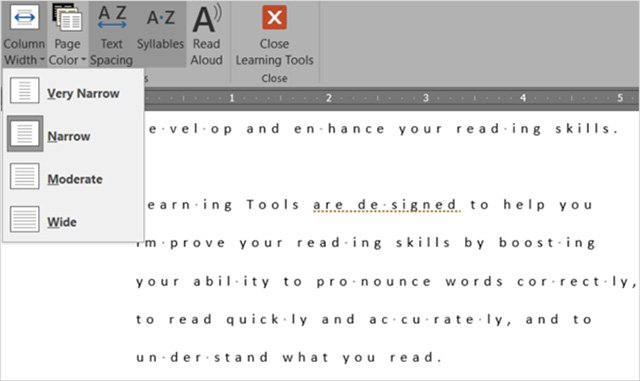 A Z A·Z A
Column Page Text Syllables Read Close
Width Color Spacing Aloud Learning Tools
s Close
Very Narrow
Narrow
Moderate
Wide
1 2 3 4 5
e·vel·op and en·hance your read·ing skills.
earn·ing Tools are de·signed to help you
im·prove your read·ing skills by boost·ing
your abil·ity to pro·nounce words cor·rect·ly,
to read quick·ly and ac·cu·rate·ly, and to
un·der·stand what you read.